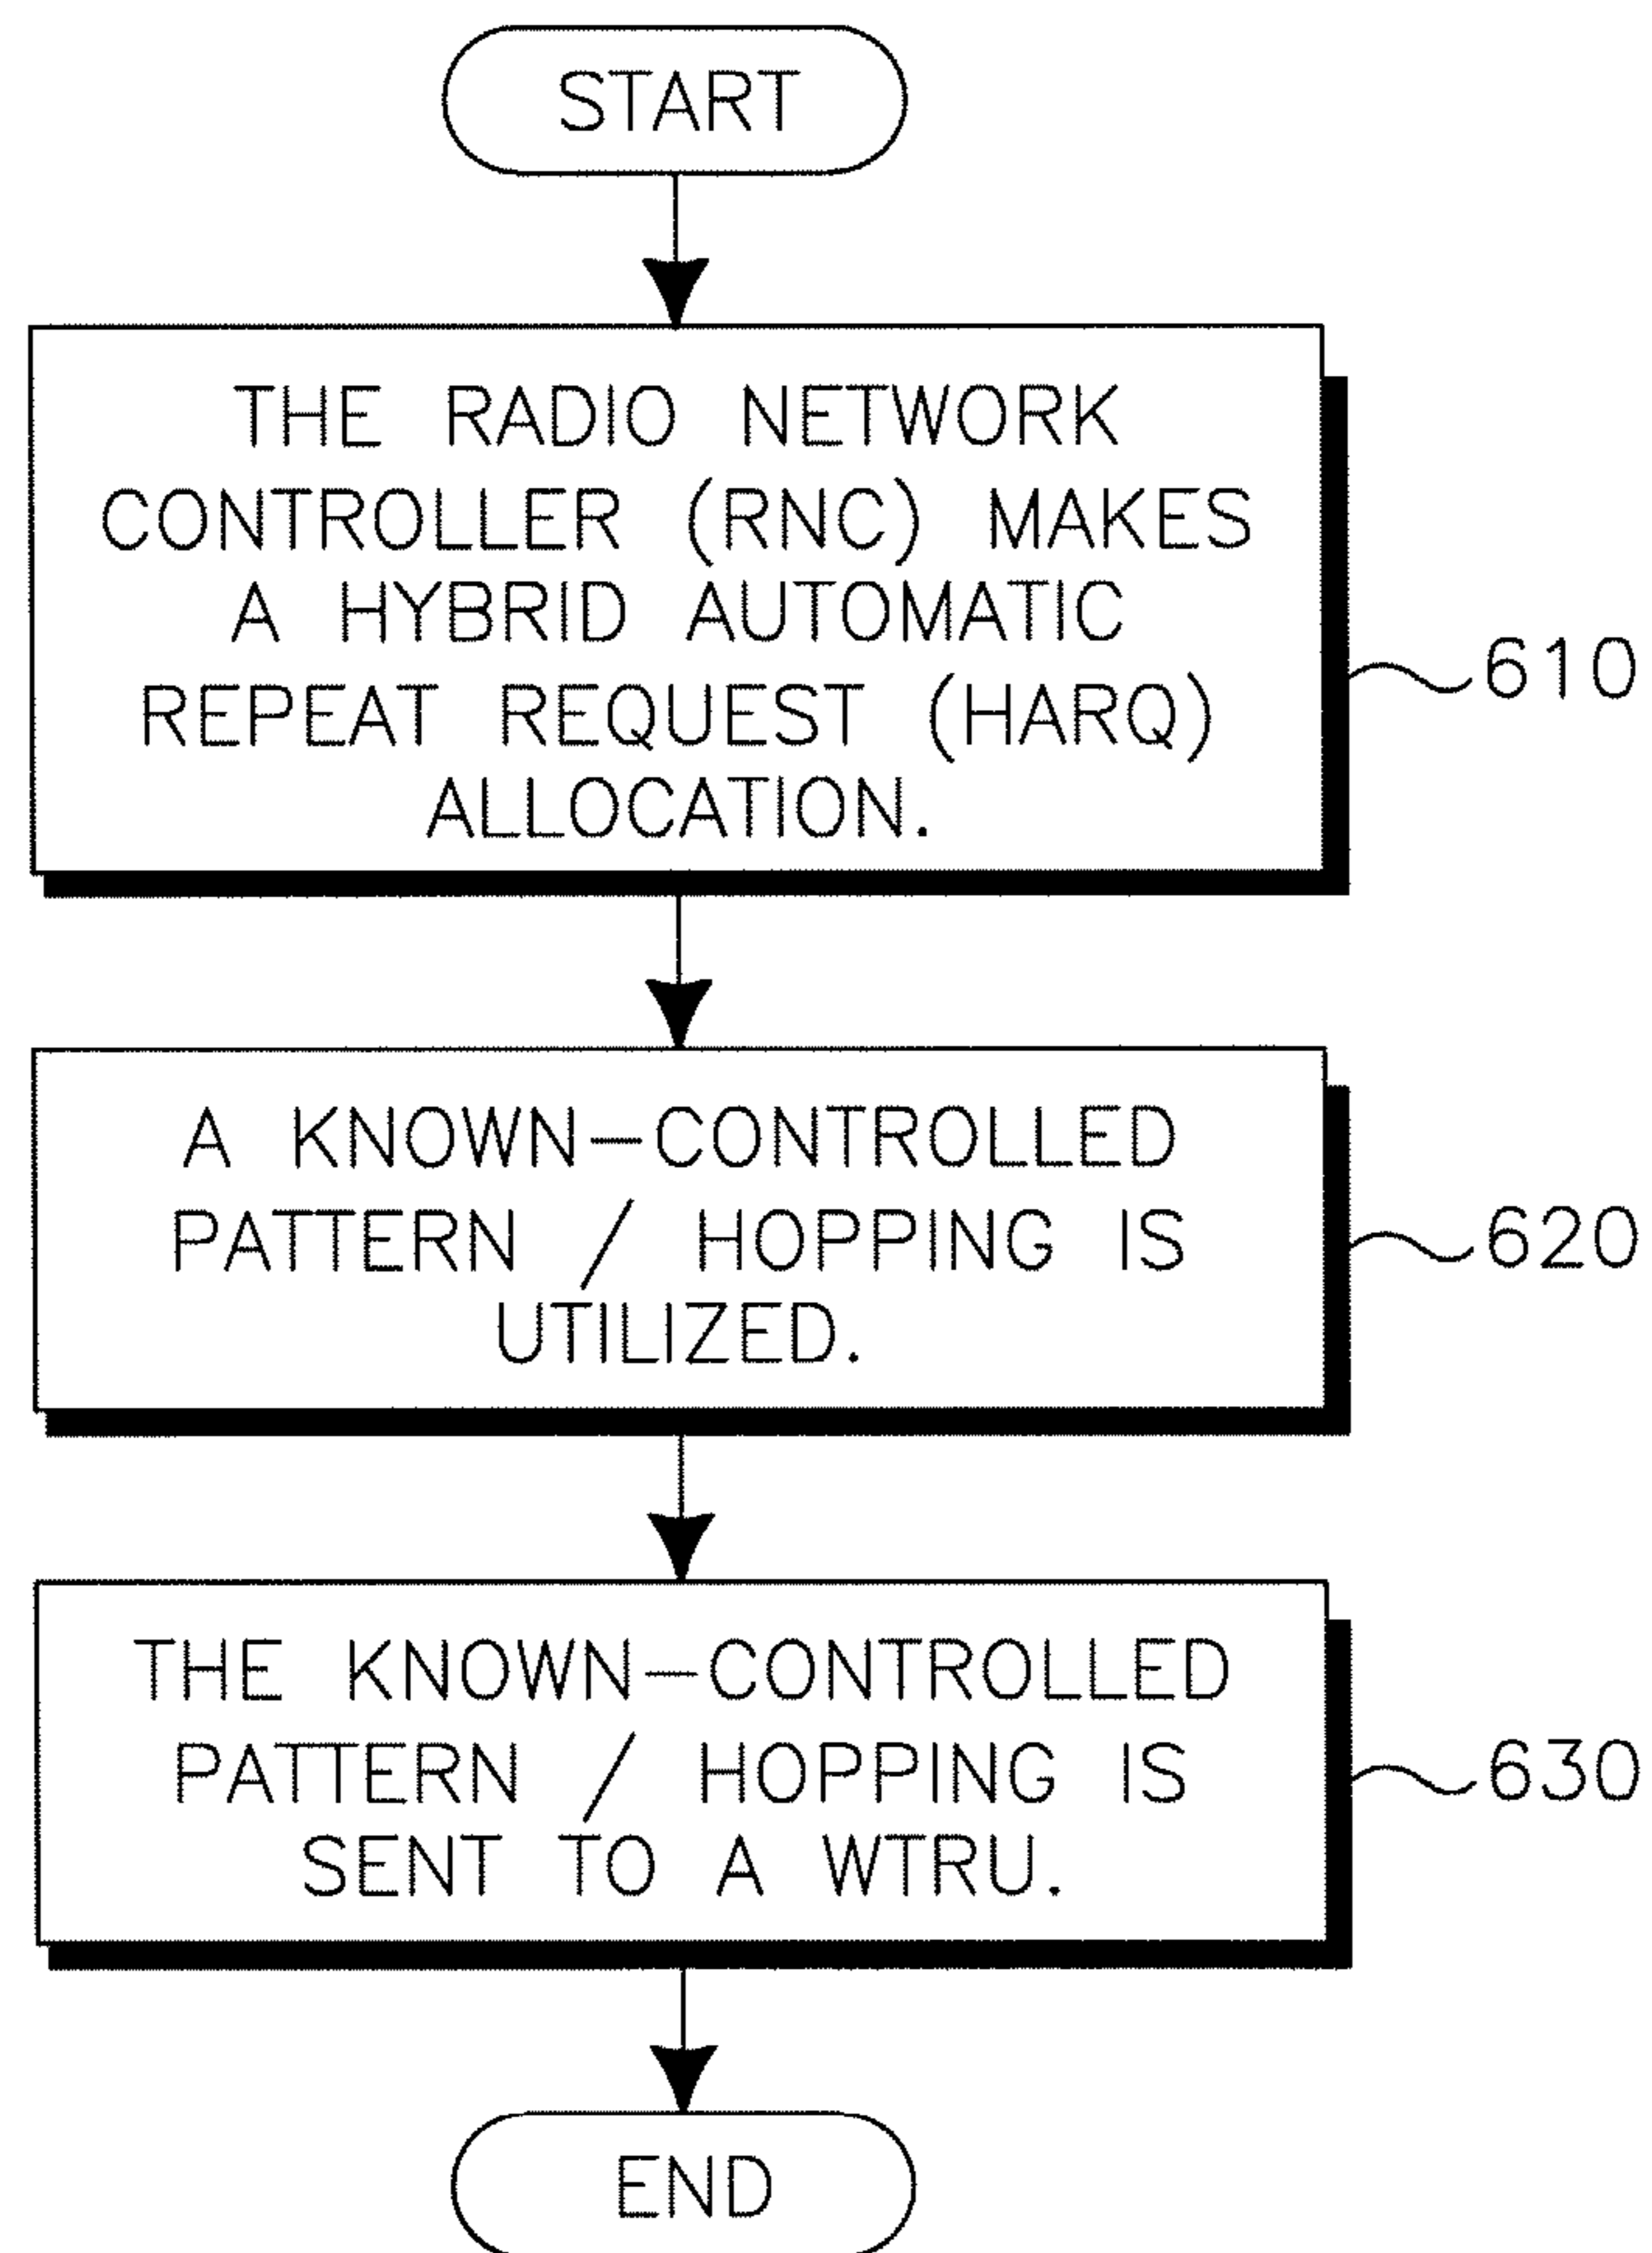 START
THE RADIO NETWORK
CONTROLLER (RNC) MAKES
A HYBRID AUTOMATIC
REPEAT REQUEST (HARQ)
ALLOCATION.
610
A KNOWN-CONTROLLED
PATTERN / HOPPING IS
UTILIZED.
620
THE KNOWN-CONTROLLED
PATTERN / HOPPING IS
SENT TO A WTRU.
630
END